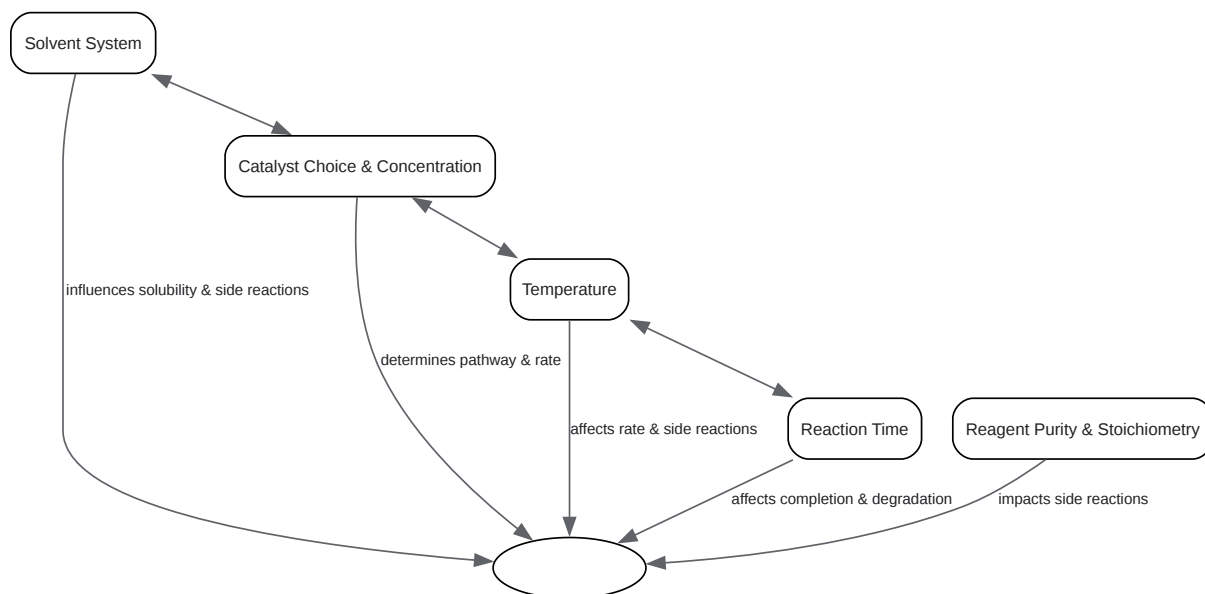 Solvent System
Catalyst Choice & Concentration
influences solubility & side reactions
Temperature
determines pathway & rate
affects rate & side reactions
Reaction Time
Reagent Purity & Stoichiometry
affects completion & degradation
impacts side reactions